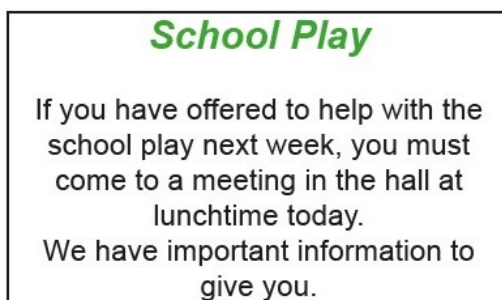 School Play
If you have offered to help with the
school play next week, you must
come to a meeting in the hall at
lunchtime today.
We have important information to
give you.